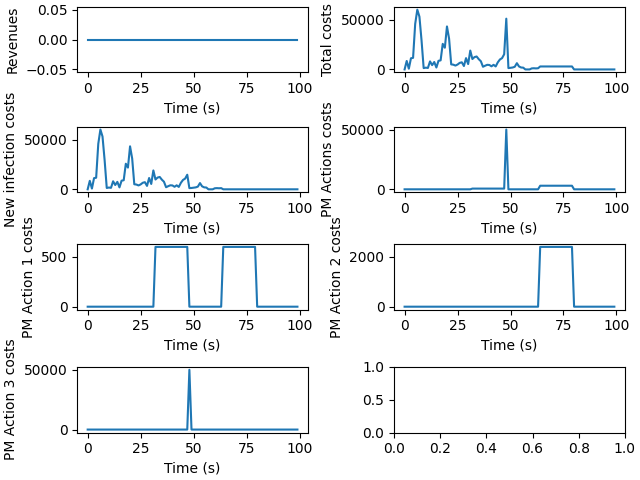 Revenues
0.05
0.00
−0.05
0 25 50 75 100
Time (s)
Total costs
50000
0
0 25 50 75 100
Time (s)
New infection costs
50000
0
0 25 50 75 100
Time (s)
PM Actions costs
50000
0
0 25 50 75 100
Time (s)
PM Action 1 costs
500
0
0 25 50 75 100
Time (s)
PM Action 2 costs
2000
0
0 25 50 75 100
Time (s)
PM Action 3 costs
50000
0
0 25 50 75 100
Time (s)
1.0
0.5
0.0
0.0 0.2 0.4 0.6 0.8 1.0